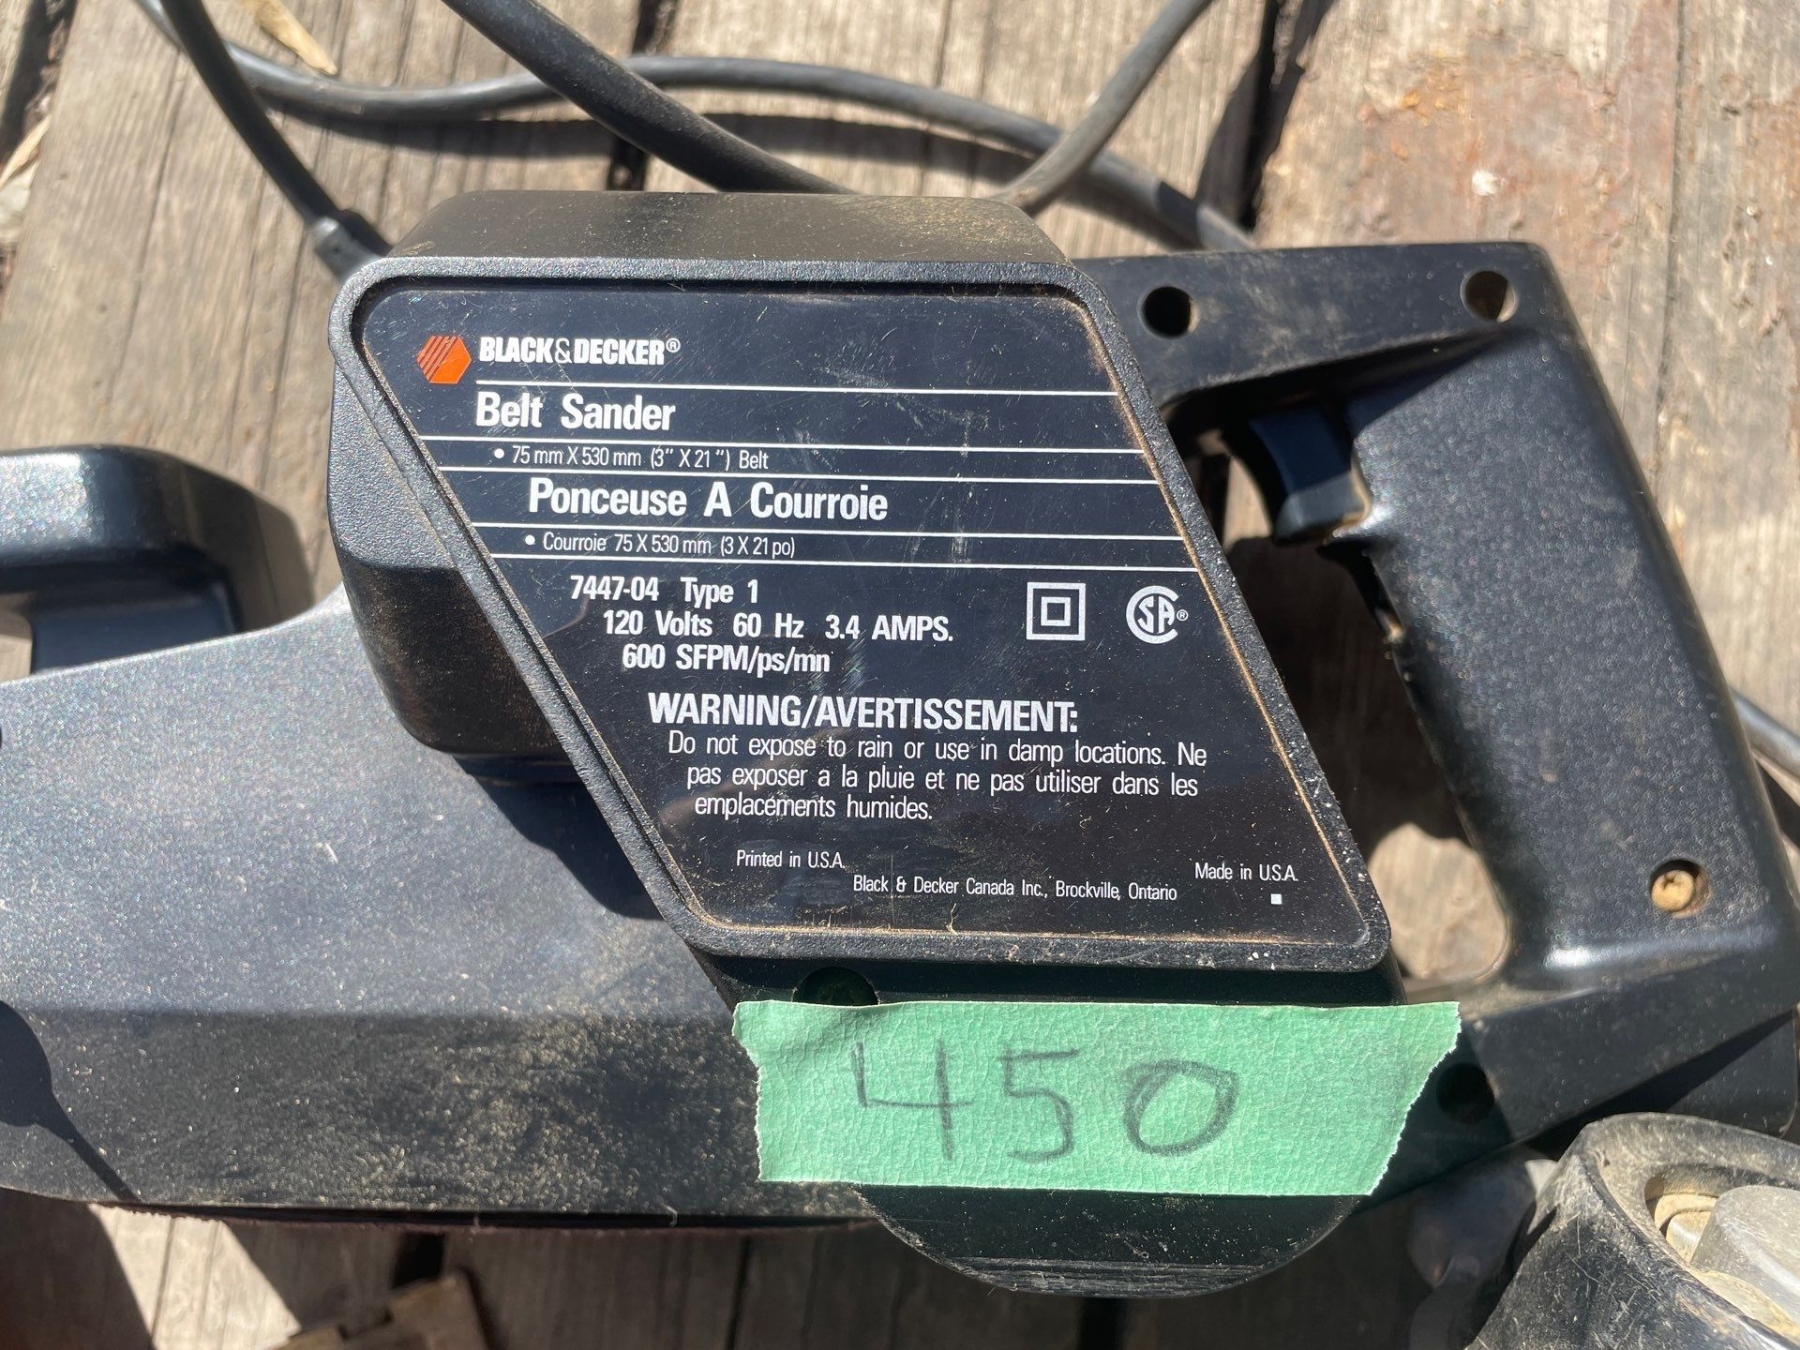 BLACK&DECKER®
Belt Sander
• 75 mm X 530 mm (3" X 21") Belt
Ponceuse A Courroie
• Courroie 75 X 530 mm (3 X 21 po)
7447-04 Type 1
120 Volts 60 Hz 3.4 AMPS.
600 SFPM/ps/mn
SA®
WARNING/AVERTISSEMENT:
Do not expose to rain or use in damp locations. Ne
pas exposer a la pluie et ne pas utiliser dans les
emplacements humides.
Printed in U.S.A.
Made in U.S.A.
Black & Decker Canada Inc., Brockville, Ontario
450